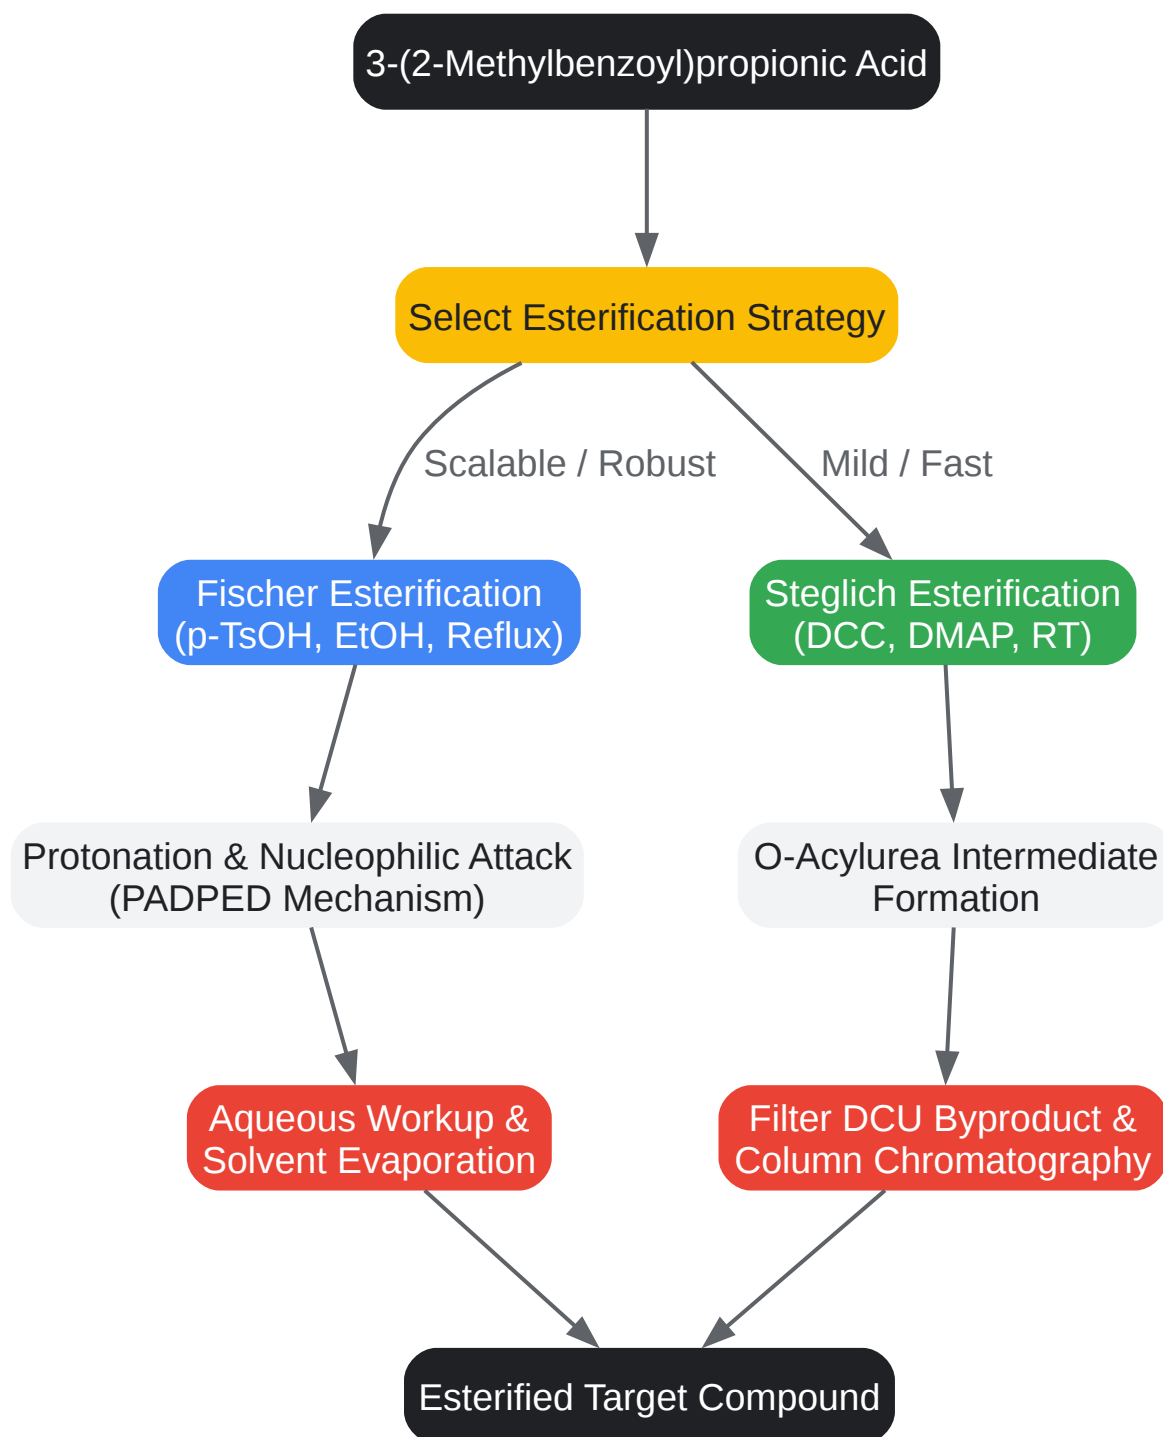 3-(2-Methylbenzoyl)propionic Acid
Select Esterification Strategy
Scalable / Robust
Mild / Fast
Fischer Esterification
(p-TsOH, EtOH, Reflux)
Steglich Esterification
(DCC, DMAP, RT)
Protonation & Nucleophilic Attack
(PADPED Mechanism)
O-Acylurea Intermediate
Formation
Aqueous Workup &
Solvent Evaporation
Filter DCU Byproduct &
Column Chromatography
Esterified Target Compound